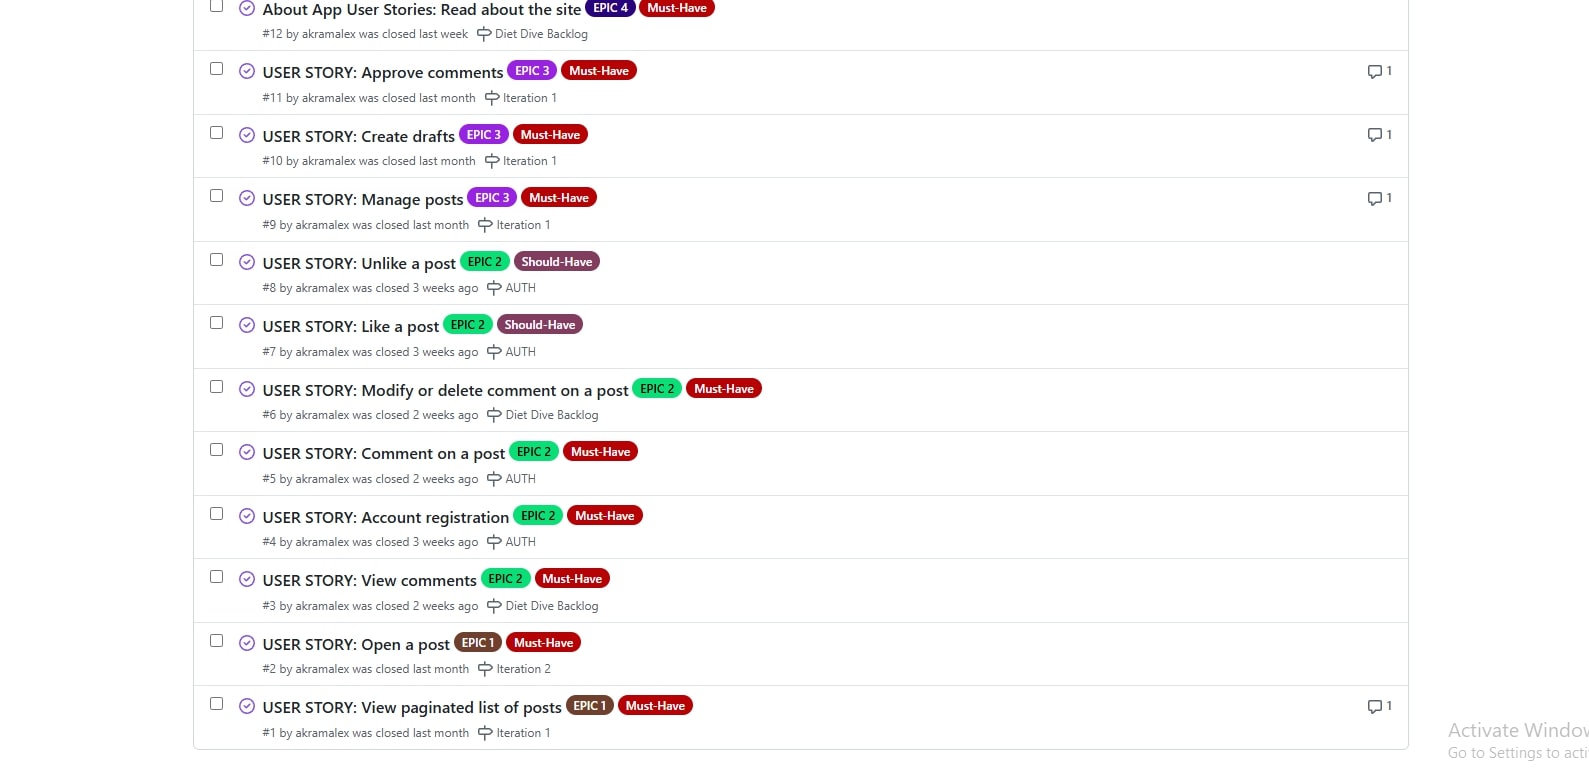 About App User Stories: Read about the site EPIC 4 Must-Have
#12 by akramalex was closed last week Diet Dive Backlog
USER STORY: Approve comments EPIC 3 Must-Have 1
#11 by akramalex was closed last month Iteration 1
USER STORY: Create drafts EPIC 3 Must-Have 1
#10 by akramalex was closed last month Iteration 1
USER STORY: Manage posts EPIC 3 Must-Have 1
#9 by akramalex was closed last month Iteration 1
USER STORY: Unlike a post EPIC 2 Should-Have
#8 by akramalex was closed 3 weeks ago AUTH
USER STORY: Like a post EPIC 2 Should-Have
#7 by akramalex was closed 3 weeks ago AUTH
USER STORY: Modify or delete comment on a post EPIC 2 Must-Have
#6 by akramalex was closed 2 weeks ago Diet Dive Backlog
USER STORY: Comment on a post EPIC 2 Must-Have
#5 by akramalex was closed 2 weeks ago AUTH
USER STORY: Account registration EPIC 2 Must-Have
#4 by akramalex was closed 3 weeks ago AUTH
USER STORY: View comments EPIC 2 Must-Have
#3 by akramalex was closed 2 weeks ago Diet Dive Backlog
USER STORY: Open a post EPIC 1 Must-Have
#2 by akramalex was closed last month Iteration 2
USER STORY: View paginated list of posts EPIC 1 Must-Have 1
#1 by akramalex was closed last month Iteration 1
Activate Window
Go to Settings to acti